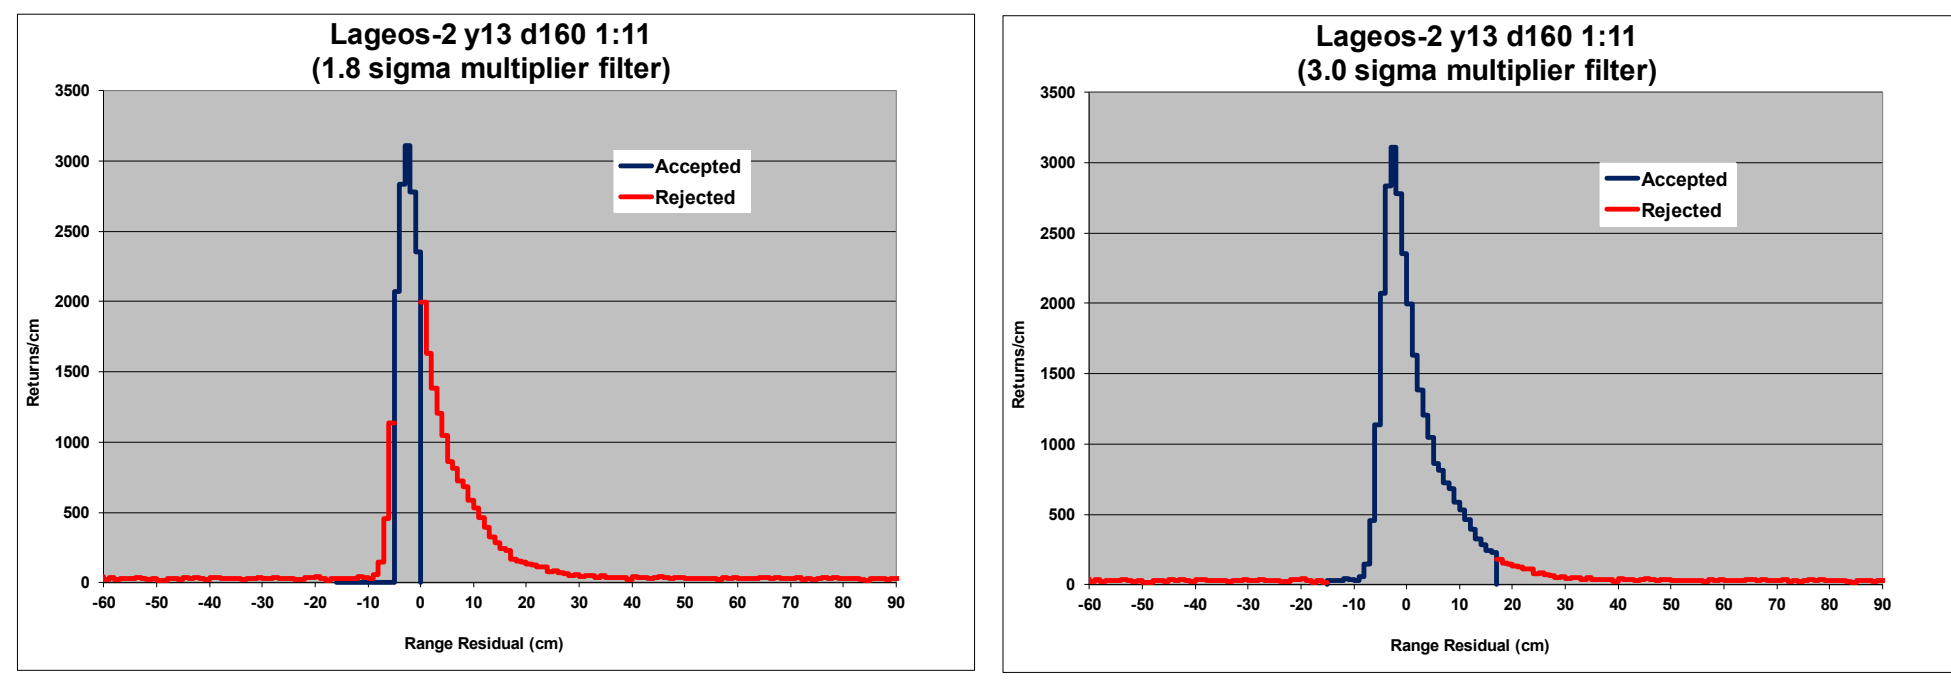 Lageos-2 y13 d160 1:11
(1.8 sigma multiplier filter)
3500
3000
2500
2000
1500
1000
500
0
Returns/cm
Accepted
Rejected
-60 -50 -40 -30 -20 -10 0 10 20 30 40 50 60 70 80 90
Range Residual (cm)
Lageos-2 y13 d160 1:11
(3.0 sigma multiplier filter)
3500
3000
2500
2000
1500
1000
500
0
Returns/cm
Accepted
Rejected
-60 -50 -40 -30 -20 -10 0 10 20 30 40 50 60 70 80 90
Range Residual (cm)